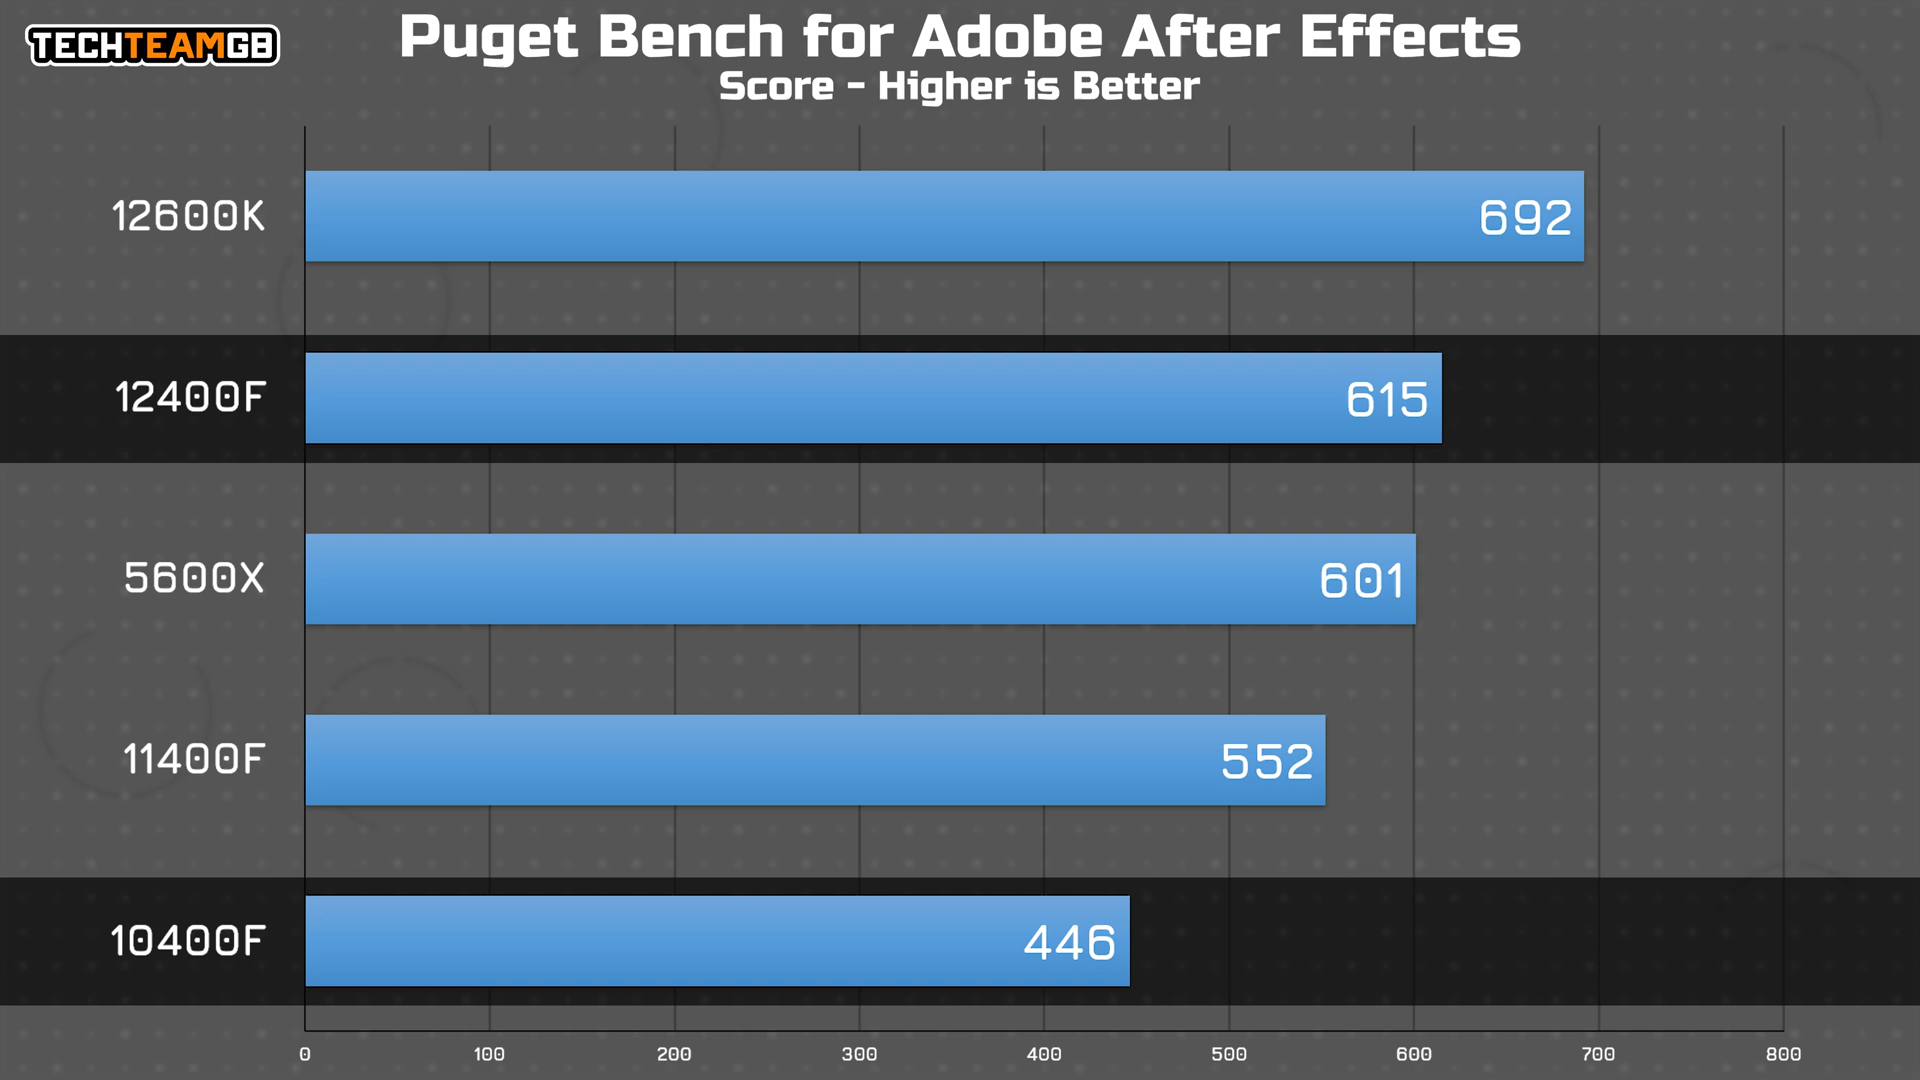 TECHTEAMGB
Puget Bench for Adobe After Effects
Score - Higher is Better
12600K
692
12400F
615
5600X
601
11400F
552
10400F
446
0 100 200 300 400 500 600 700 800